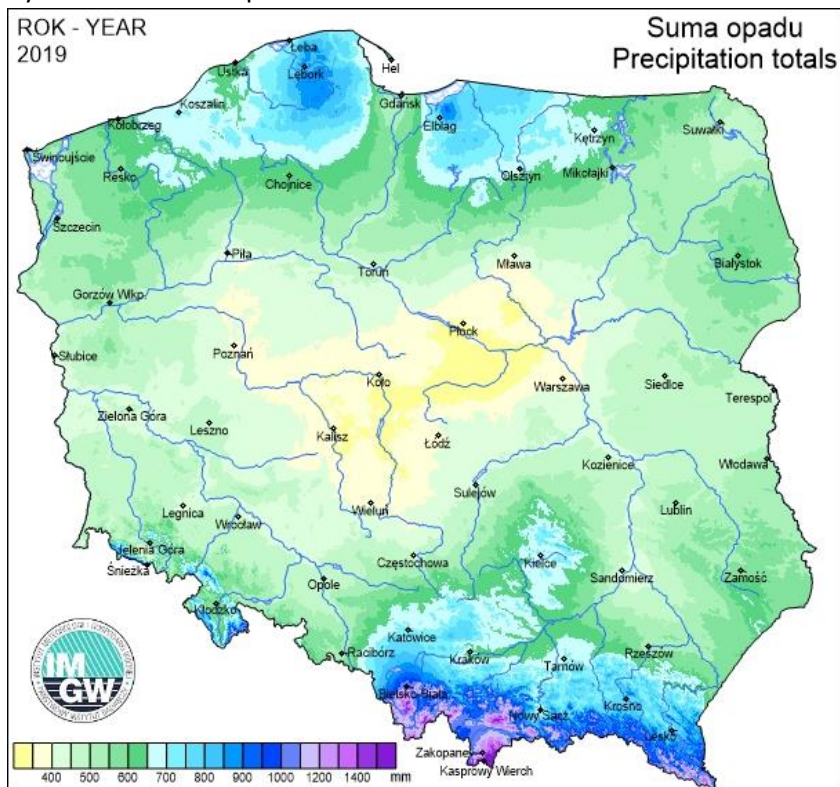 ROK - YEAR
2019
Suma opadu
Precipitation totals
Łeba
Ustka
Lębork
Hel
Koszalin
Gdańsk
Kołobrzeg
Elbląg
Kętrzyn
Suwałki
Świnoujście
Resko
Chojnice
Olsztyn
Mikołajki
Szczecin
Piła
Toruń
Mława
Białystok
Gorzów Wlkp.
Płock
Słubice
Poznań
Koło
Warszawa
Siedlce
Terespol
Zielona Góra
Leszno
Kalisz
Łódź
Kozienice
Włodawa
Sulejów
Legnica
Wrocław
Wieluń
Lublin
Jelenia Góra
Śnieżka
Częstochowa
Kielce
Sandomierz
Zamość
Opole
Kłodzko
Katowice
Racibórz
Kraków
Tarnów
Rzeszów
IM
GW
Bielsko-Biała
Nowy Sącz
Krosno
Lesko
Zakopane
Kasprowy Wierch
400 500 600 700 800 900 1000 1200 1400 mm